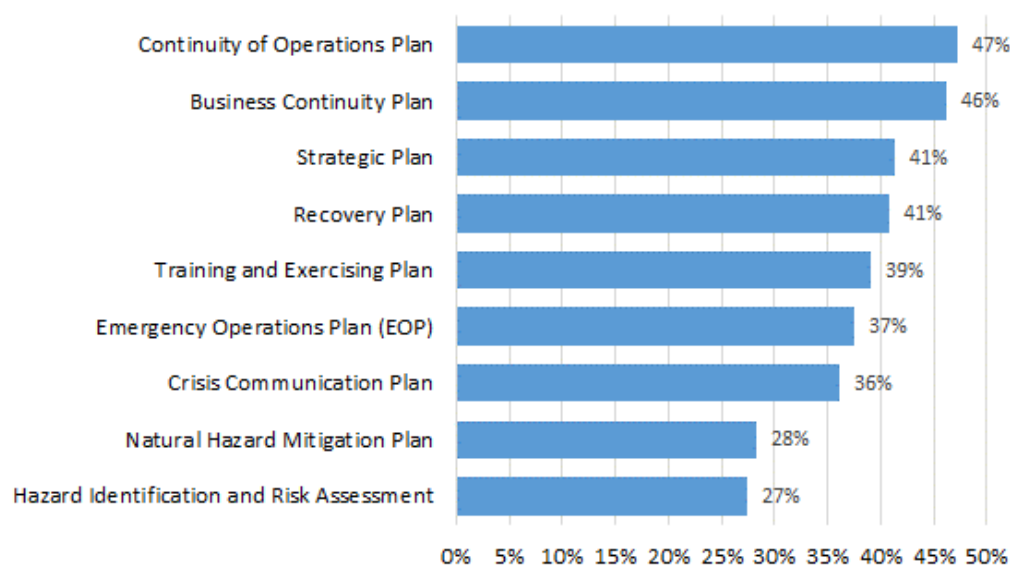 Continuity of Operations Plan 47%
Business Continuity Plan 46%
Strategic Plan 41%
Recovery Plan 41%
Training and Exercising Plan 39%
Emergency Operations Plan (EOP) 37%
Crisis Communication Plan 36%
Natural Hazard Mitigation Plan 28%
Hazard Identification and Risk Assessment 27%
0% 5% 10% 15% 20% 25% 30% 35% 40% 45% 50%